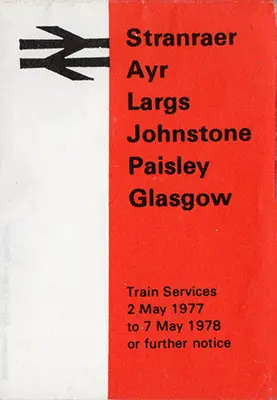 Stranraer
Ayr
Largs
Johnstone
Paisley
Glasgow
Train Services
2 May 1977
to 7 May 1978
or further notice